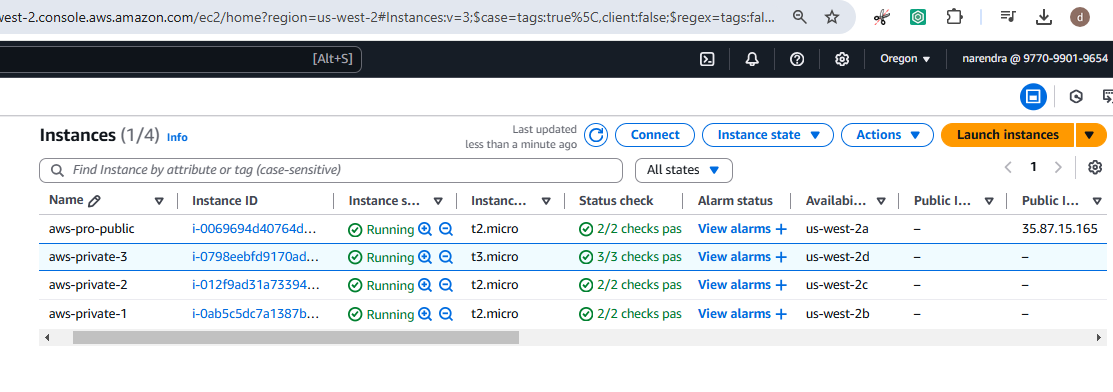 west-2.console.aws.amazon.com/ec2/home?region=us-west-2#Instances:v=3;$case=tags:true%5C,client:false;$regex=tags:fal...
d
[Alt+S]
Oregon
narendra @ 9770-9901-9654
Instances (1/4) Info
Last updated
less than a minute ago
Connect
Instance state
Actions
Launch instances
Find Instance by attribute or tag (case-sensitive)
All states
1
Name Instance ID Instance s... Instanc... Status check Alarm status Availabi... Public I... Public I...
aws-pro-public i-0069694d40764d... Running t2.micro 2/2 checks pas View alarms + us-west-2a – 35.87.15.165
aws-private-3 i-0798eebfd9170ad... Running t3.micro 3/3 checks pas View alarms + us-west-2d – –
aws-private-2 i-012f9ad31a73394... Running t2.micro 2/2 checks pas View alarms + us-west-2c – –
aws-private-1 i-0ab5c5dc7a1387b... Running t2.micro 2/2 checks pas View alarms + us-west-2b – –